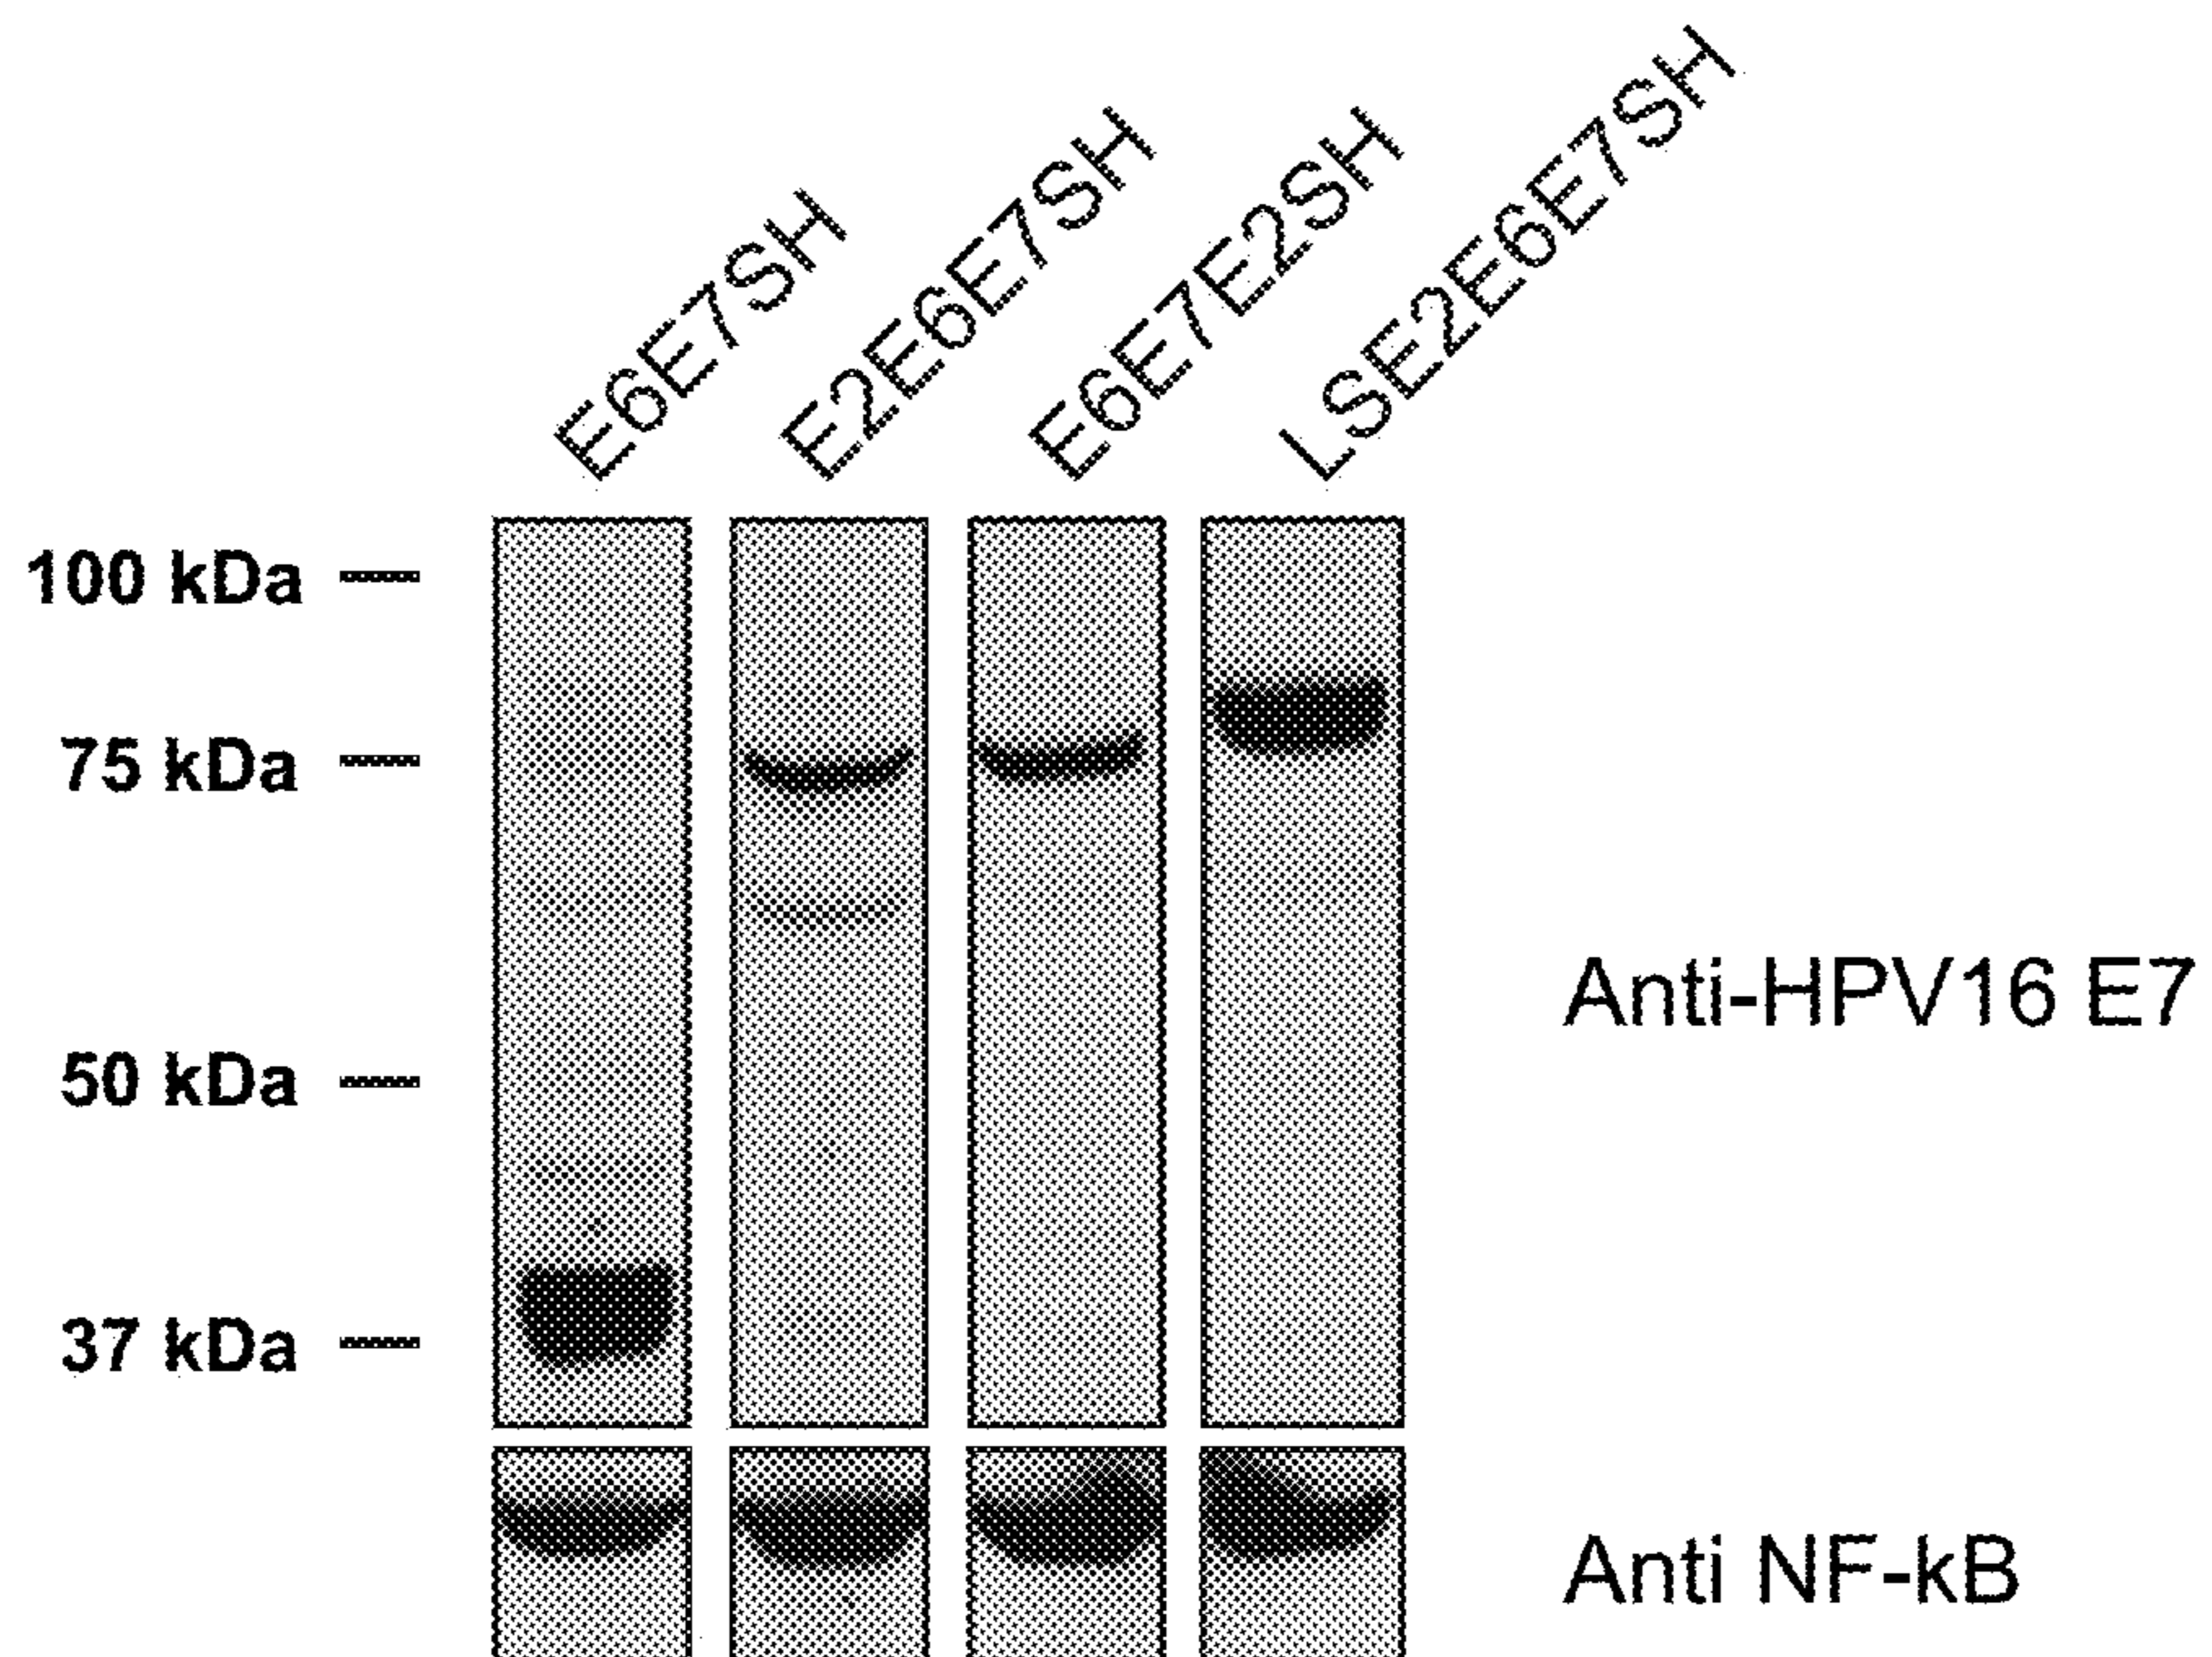 E6E7SH
E2E6E7SH
E6E7E2SH
LSE2E6E7SH
100 kDa
75 kDa
50 kDa
37 kDa
Anti-HPV16 E7
Anti NF-kB